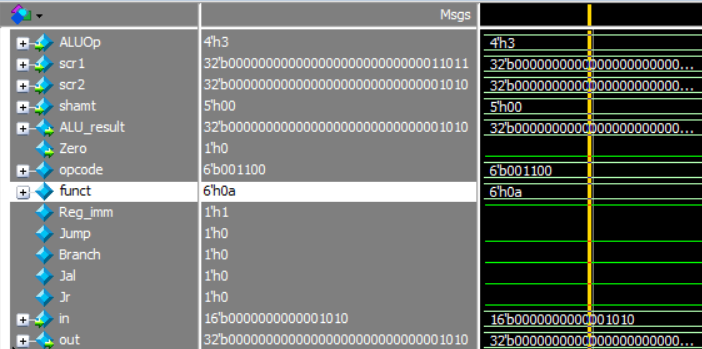 Msgs
ALUOp 4'h3 4'h3
scr1 32'b00000000000000000000000000011011 32'b0000000000000000000000...
scr2 32'b00000000000000000000000000001010 32'b0000000000000000000000...
shamt 5'h00 5'h00
ALU_result 32'b00000000000000000000000000001010 32'b0000000000000000000000...
Zero 1'h0
opcode 6'b001100 6'b001100
funct 6'h0a 6'h0a
Reg_imm 1'h1
Jump 1'h0
Branch 1'h0
Jal 1'h0
Jr 1'h0
in 16'b0000000000001010 16'b0000000000001010
out 32'b00000000000000000000000000001010 32'b0000000000000000000000...